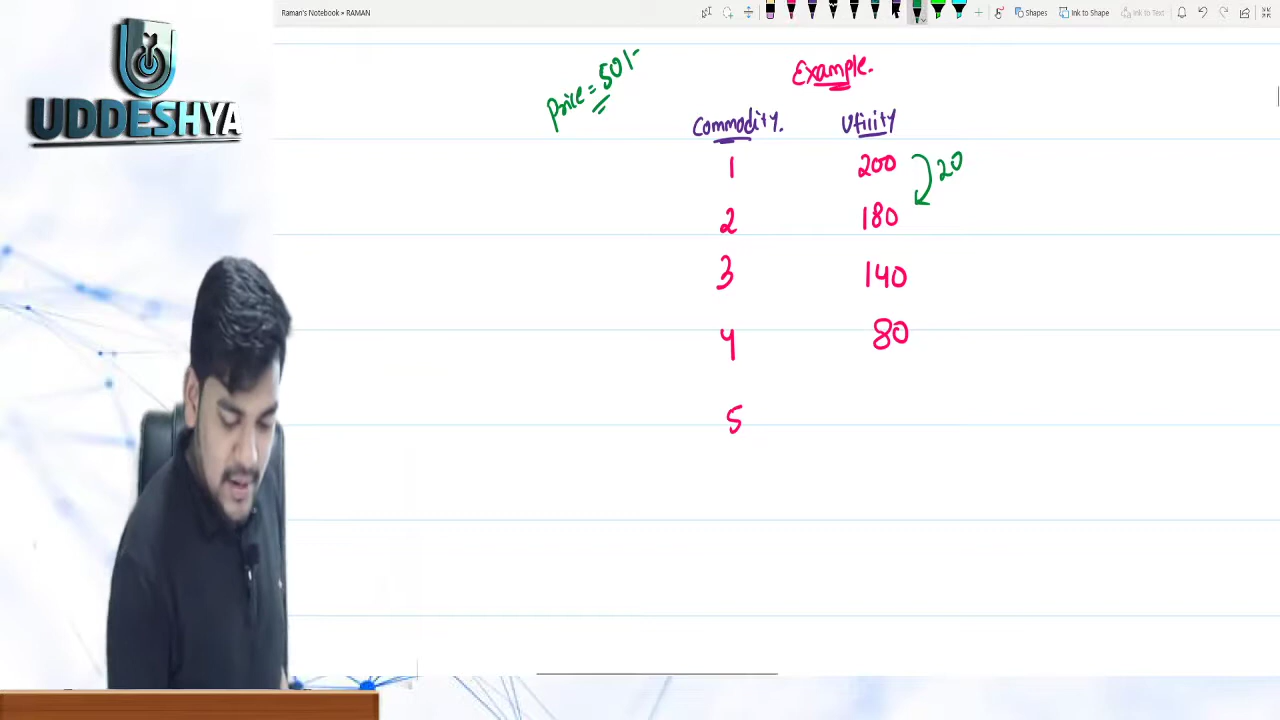 Raman's Notebook » RAMAN
Shapes
Ink to Shape
Ink to Text
UDDESHYA
Price = 50/-
Example.
Commodity. Utility
1 200
20
2 180
3 140
4 80
5